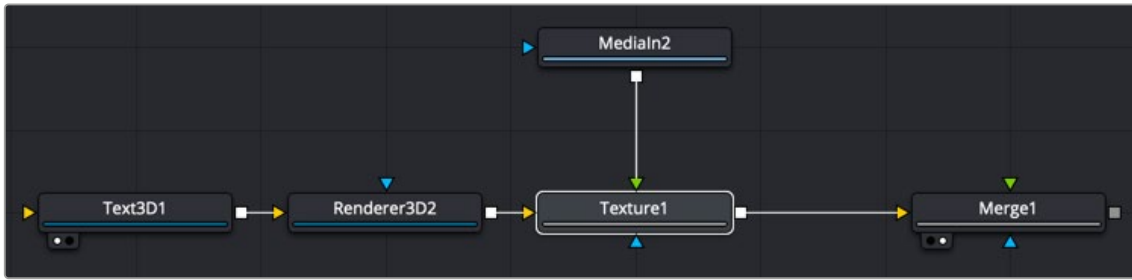 MediaIn2
Text3D1
Renderer3D2
Texture1
Merge1